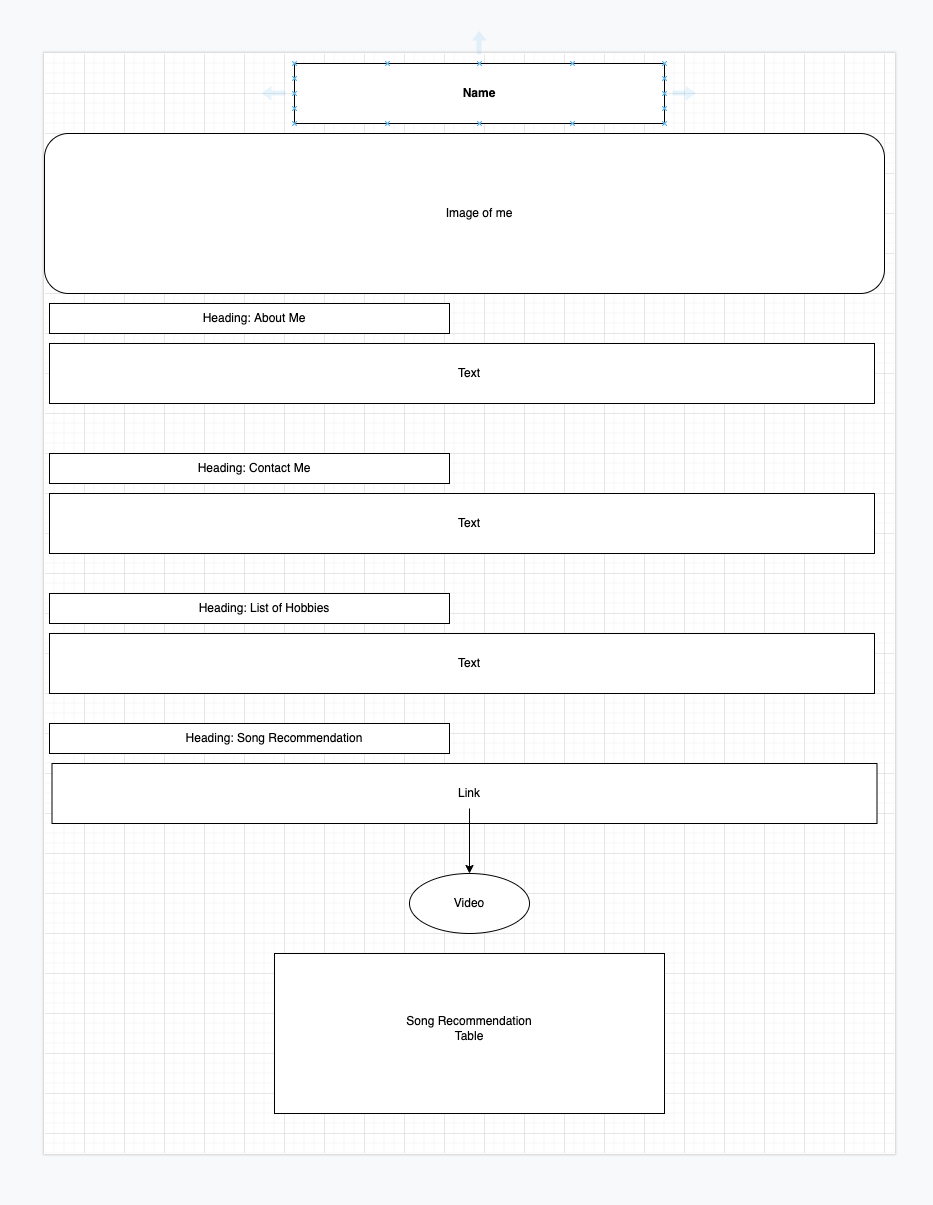 Name
Image of me
Heading: About Me
Text
Heading: Contact Me
Text
Heading: List of Hobbies
Text
Heading: Song Recommendation
Link
Video
Song Recommendation
Table